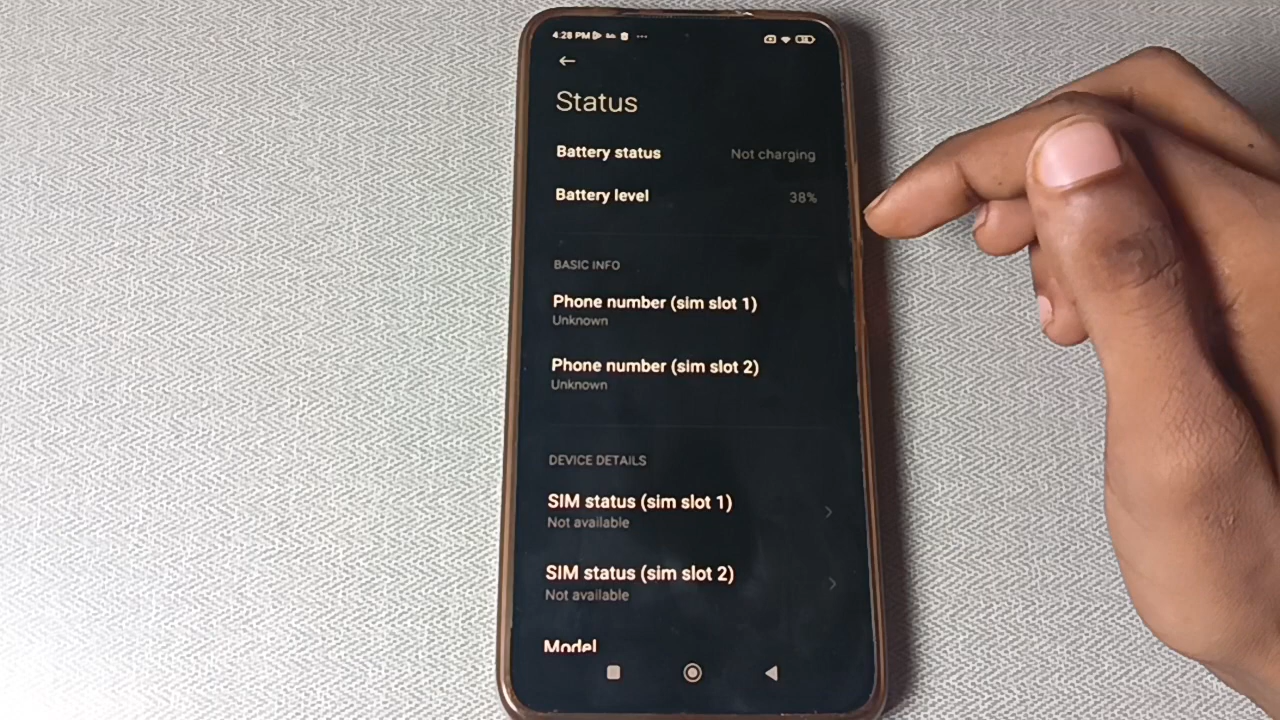 4:28 PM
Status
Battery status Not charging
Battery level 38%
BASIC INFO
Phone number (sim slot 1)
Unknown
Phone number (sim slot 2)
Unknown
DEVICE DETAILS
SIM status (sim slot 1)
Not available
SIM status (sim slot 2)
Not available
Model